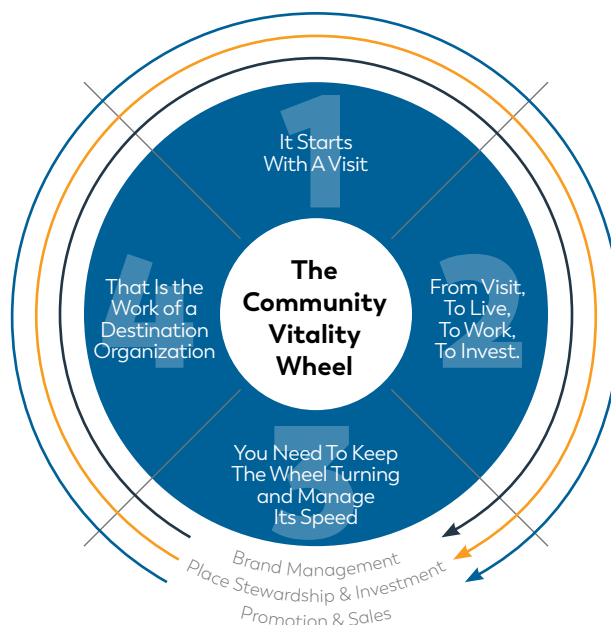 1
It Starts
With A Visit
2
From Visit,
To Live,
To Work,
To Invest.
3
You Need To Keep
The Wheel Turning
and Manage
Its Speed
4
That Is the
Work of a
Destination
Organization
The
Community
Vitality
Wheel
Brand Management
Place Stewardship & Investment
Promotion & Sales